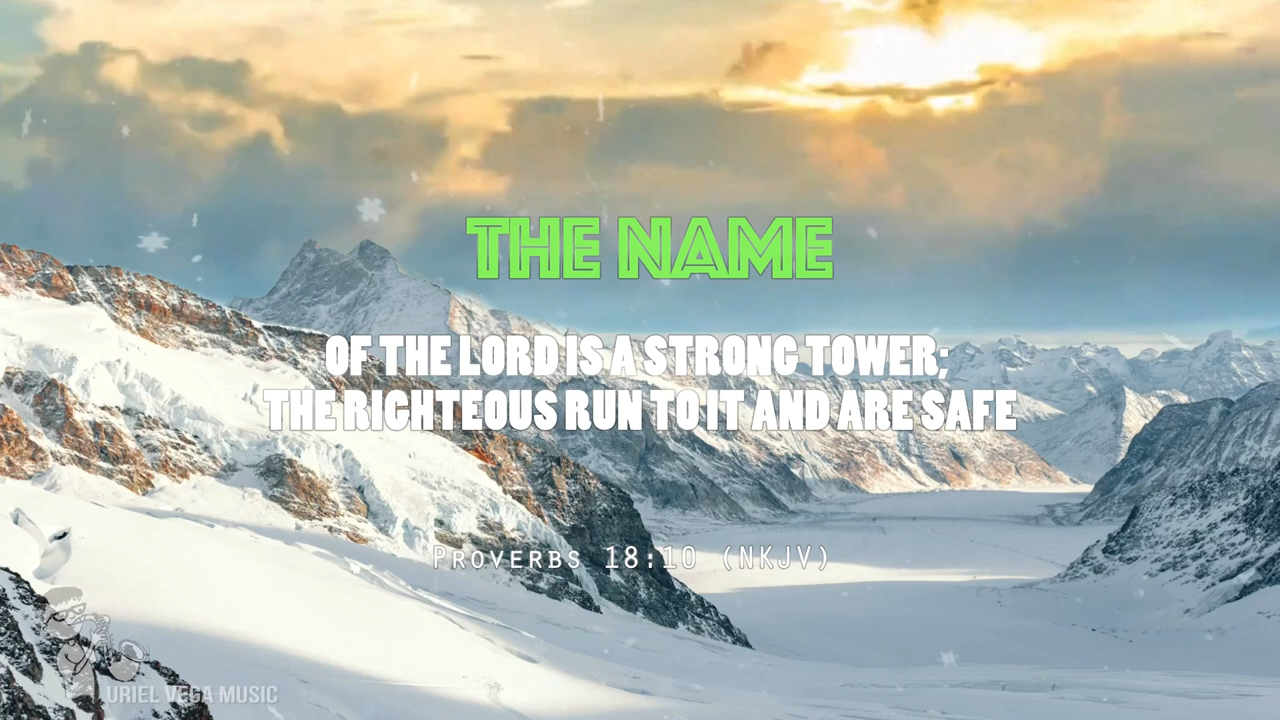 THE NAME
OF THE LORD IS A STRONG TOWER;
THE RIGHTEOUS RUN TO IT AND ARE SAFE
PROVERBS 18:10 (NKJV)
URIEL VEGA MUSIC